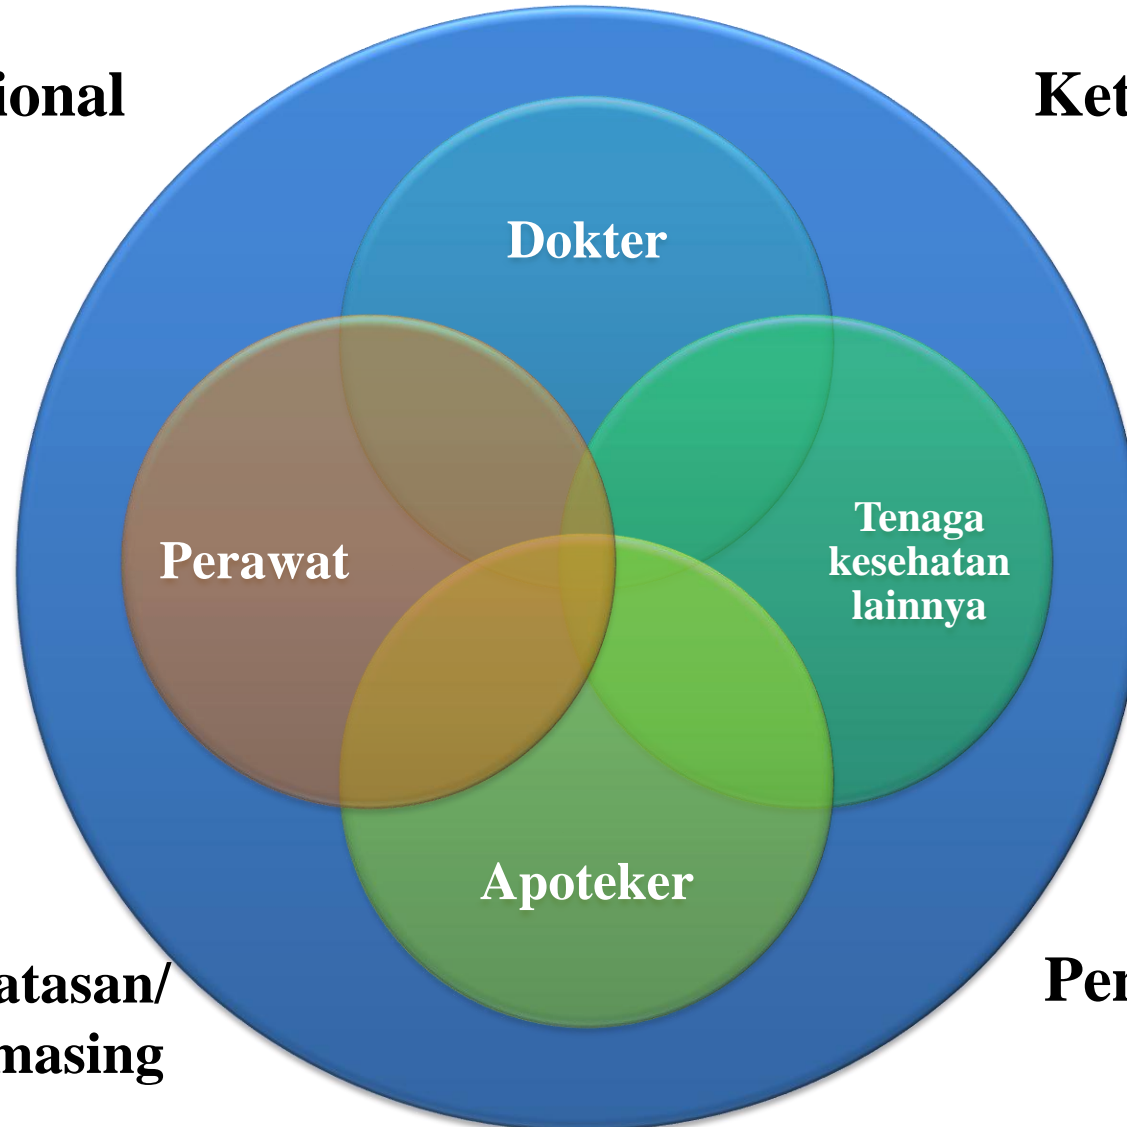 ional
Ket
Dokter
Perawat
Tenaga
kesehatan
lainnya
Apoteker
atasan/
masing
Per